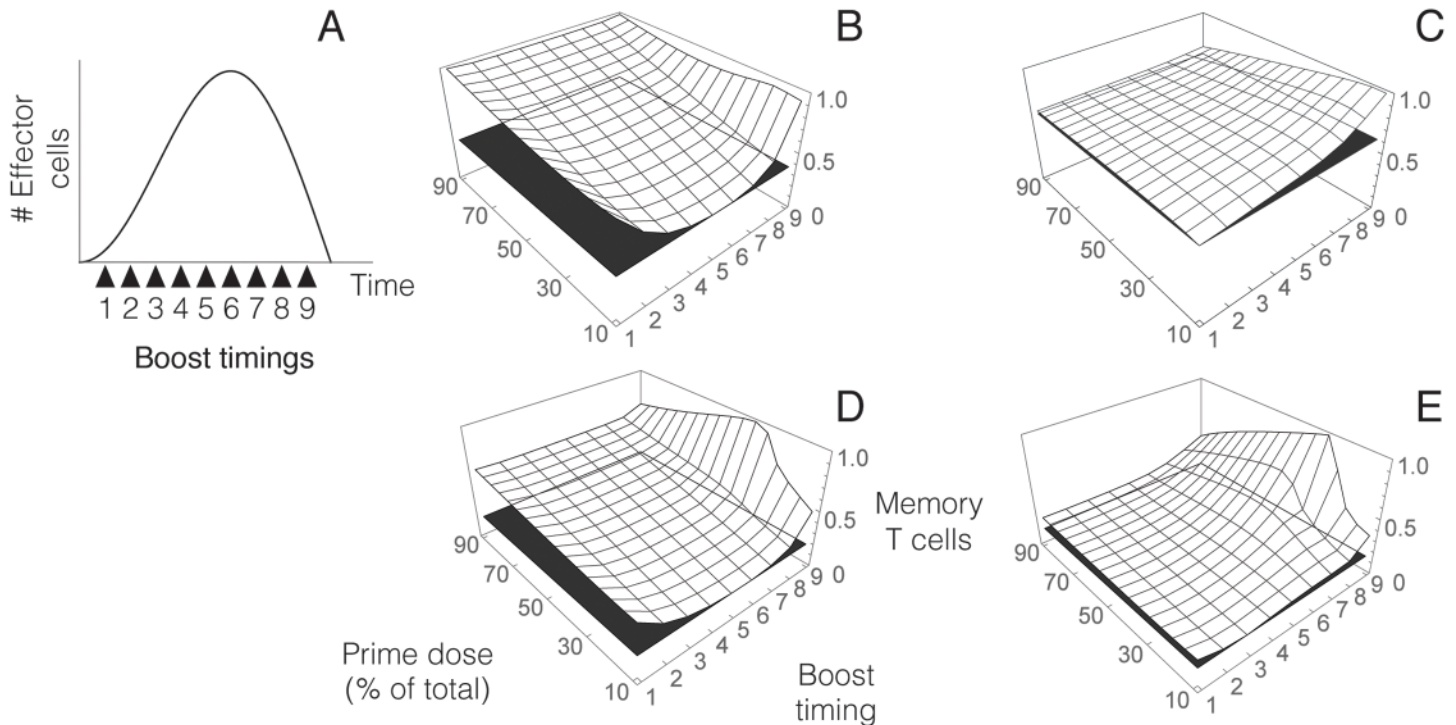 A
# Effector
cells
Time
1 2 3 4 5 6 7 8 9
Boost timings
B
1.0
0.5
0
90
70
50
30
10
1 2 3 4 5 6 7 8 9
C
1.0
0.5
0
90
70
50
30
10
1 2 3 4 5 6 7 8 9
D
1.0
0.5
0
90
70
50
30
10
1 2 3 4 5 6 7 8 9
Memory
T cells
Prime dose
(% of total)
Boost
timing
E
1.0
0.5
0
90
70
50
30
10
1 2 3 4 5 6 7 8 9